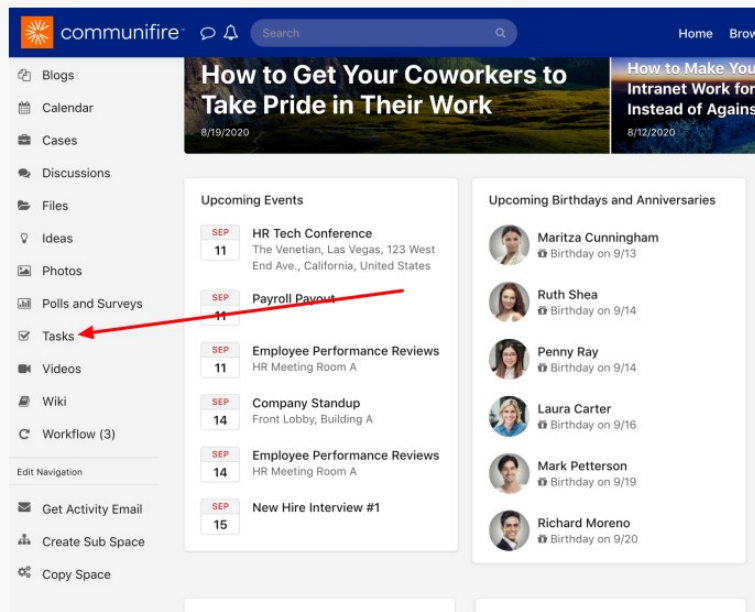 communifire
Search
Home
Blogs
Calendar
Cases
Discussions
Files
Ideas
Photos
Polls and Surveys
Tasks
Videos
Wiki
Workflow (3)
Edit Navigation
Get Activity Email
Create Sub Space
Copy Space
How to Get Your Coworkers to
Take Pride in Their Work
8/19/2020
How to Make You
Intranet Work for
Instead of Agains
8/12/2020
Upcoming Events
SEP
11
HR Tech Conference
The Venetian, Las Vegas, 123 West
End Ave., California, United States
SEP
11
Payroll Payout
SEP
11
Employee Performance Reviews
HR Meeting Room A
SEP
14
Company Standup
Front Lobby, Building A
SEP
14
Employee Performance Reviews
HR Meeting Room A
SEP
15
New Hire Interview #1
Upcoming Birthdays and Anniversaries
Maritza Cunningham
Birthday on 9/13
Ruth Shea
Birthday on 9/14
Penny Ray
Birthday on 9/14
Laura Carter
Birthday on 9/16
Mark Petterson
Birthday on 9/19
Richard Moreno
Birthday on 9/20